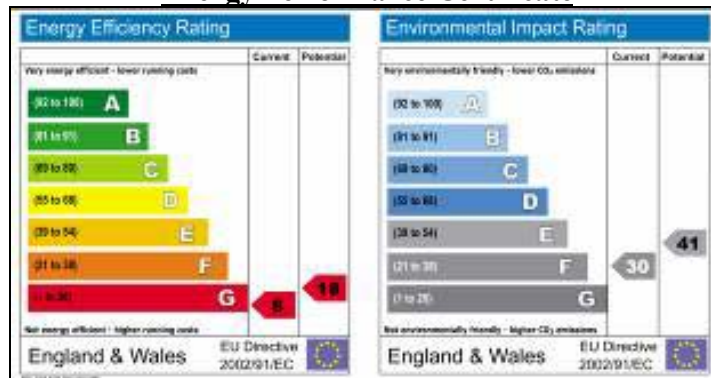 Energy Efficiency Rating
Current Potential
Very energy efficient - lower running costs
(92 to 100) A
(81 to 91) B
(69 to 80) C
(55 to 68) D
(39 to 54) E
(21 to 38) F
G
18
Not energy efficient - higher running costs
England & Wales
EU Directive
2002/91/EC
Environmental Impact Rating
Current Potential
Very environmentally friendly - lower CO₂ emissions
(92 to 100) A
(81 to 91) B
(69 to 80) C
(55 to 68) D
(39 to 54) E
(21 to 38) F
(1 to 20) G
30
41
Not environmentally friendly - higher CO₂ emissions
England & Wales
EU Directive
2002/91/EC